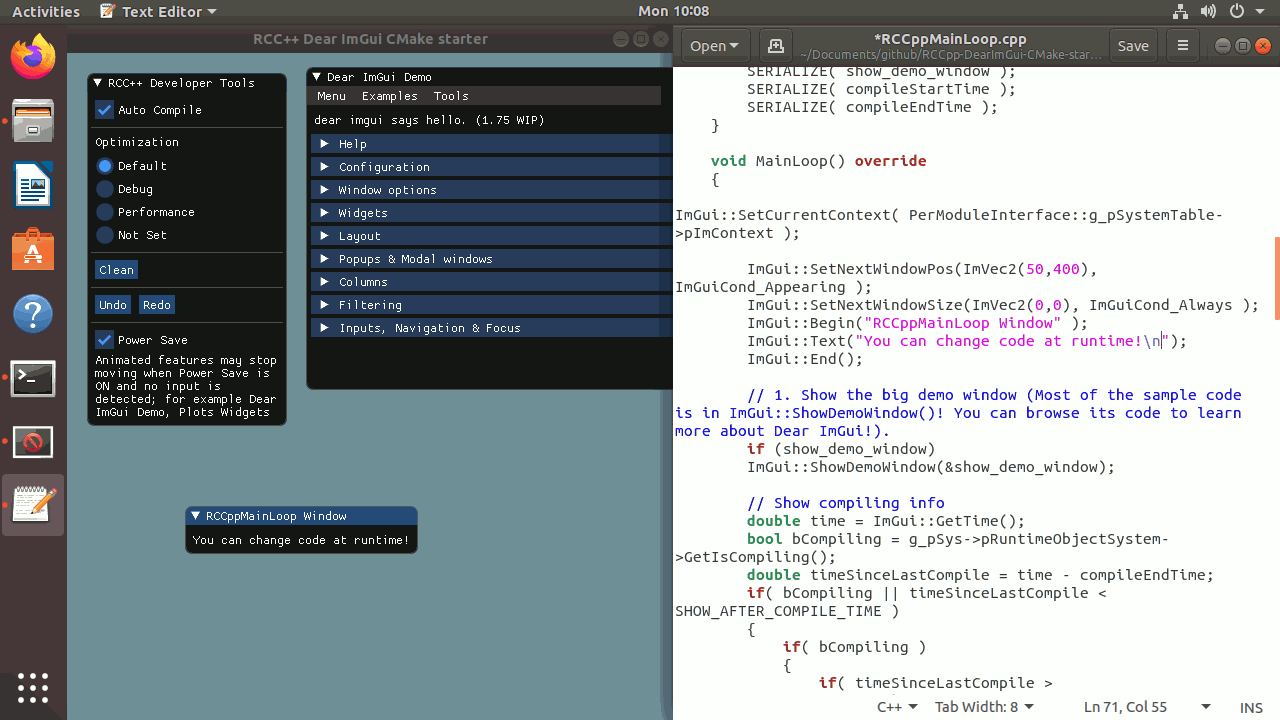 Activities
Text Editor
Mon 10:08
RCC++ Dear ImGui CMake starter
RCC++ Developer Tools
Auto Compile
Optimization
Default
Debug
Performance
Not Set
Clean
Undo Redo
Power Save
Animated features may stop
moving when Power Save is
ON and no input is
detected; for example Dear
ImGui Demo, Plots Widgets
Dear ImGui Demo
Menu Examples Tools
dear imgui says hello. (1.75 WIP)
Help
Configuration
Window options
Widgets
Layout
Popups & Modal windows
Columns
Filtering
Inputs, Navigation & Focus
RCCppMainLoop Window
You can change code at runtime!
Open
*RCCppMainLoop.cpp
~/Documents/github/RCCpp-DearImGui-CMake-star...
Save
SERIALIZE( show_demo_window );
SERIALIZE( compileStartTime );
SERIALIZE( compileEndTime );
}
void MainLoop() override
{
ImGui::SetCurrentContext( PerModuleInterface::g_pSystemTable-
>pImContext );
ImGui::SetNextWindowPos(ImVec2(50,400),
ImGuiCond_Appearing );
ImGui::SetNextWindowSize(ImVec2(0,0), ImGuiCond_Always );
ImGui::Begin("RCCppMainLoop Window" );
ImGui::Text("You can change code at runtime!\n");
ImGui::End();
// 1. Show the big demo window (Most of the sample code
is in ImGui::ShowDemoWindow()! You can browse its code to learn
more about Dear ImGui!).
if (show_demo_window)
ImGui::ShowDemoWindow(&show_demo_window);
// Show compiling info
double time = ImGui::GetTime();
bool bCompiling = g_pSys->pRuntimeObjectSystem-
>GetIsCompiling();
double timeSinceLastCompile = time - compileEndTime;
if( bCompiling || timeSinceLastCompile <
SHOW_AFTER_COMPILE_TIME )
{
if( bCompiling )
{
if( timeSinceLastCompile >
C++ Tab Width: 8 Ln 71, Col 55 INS